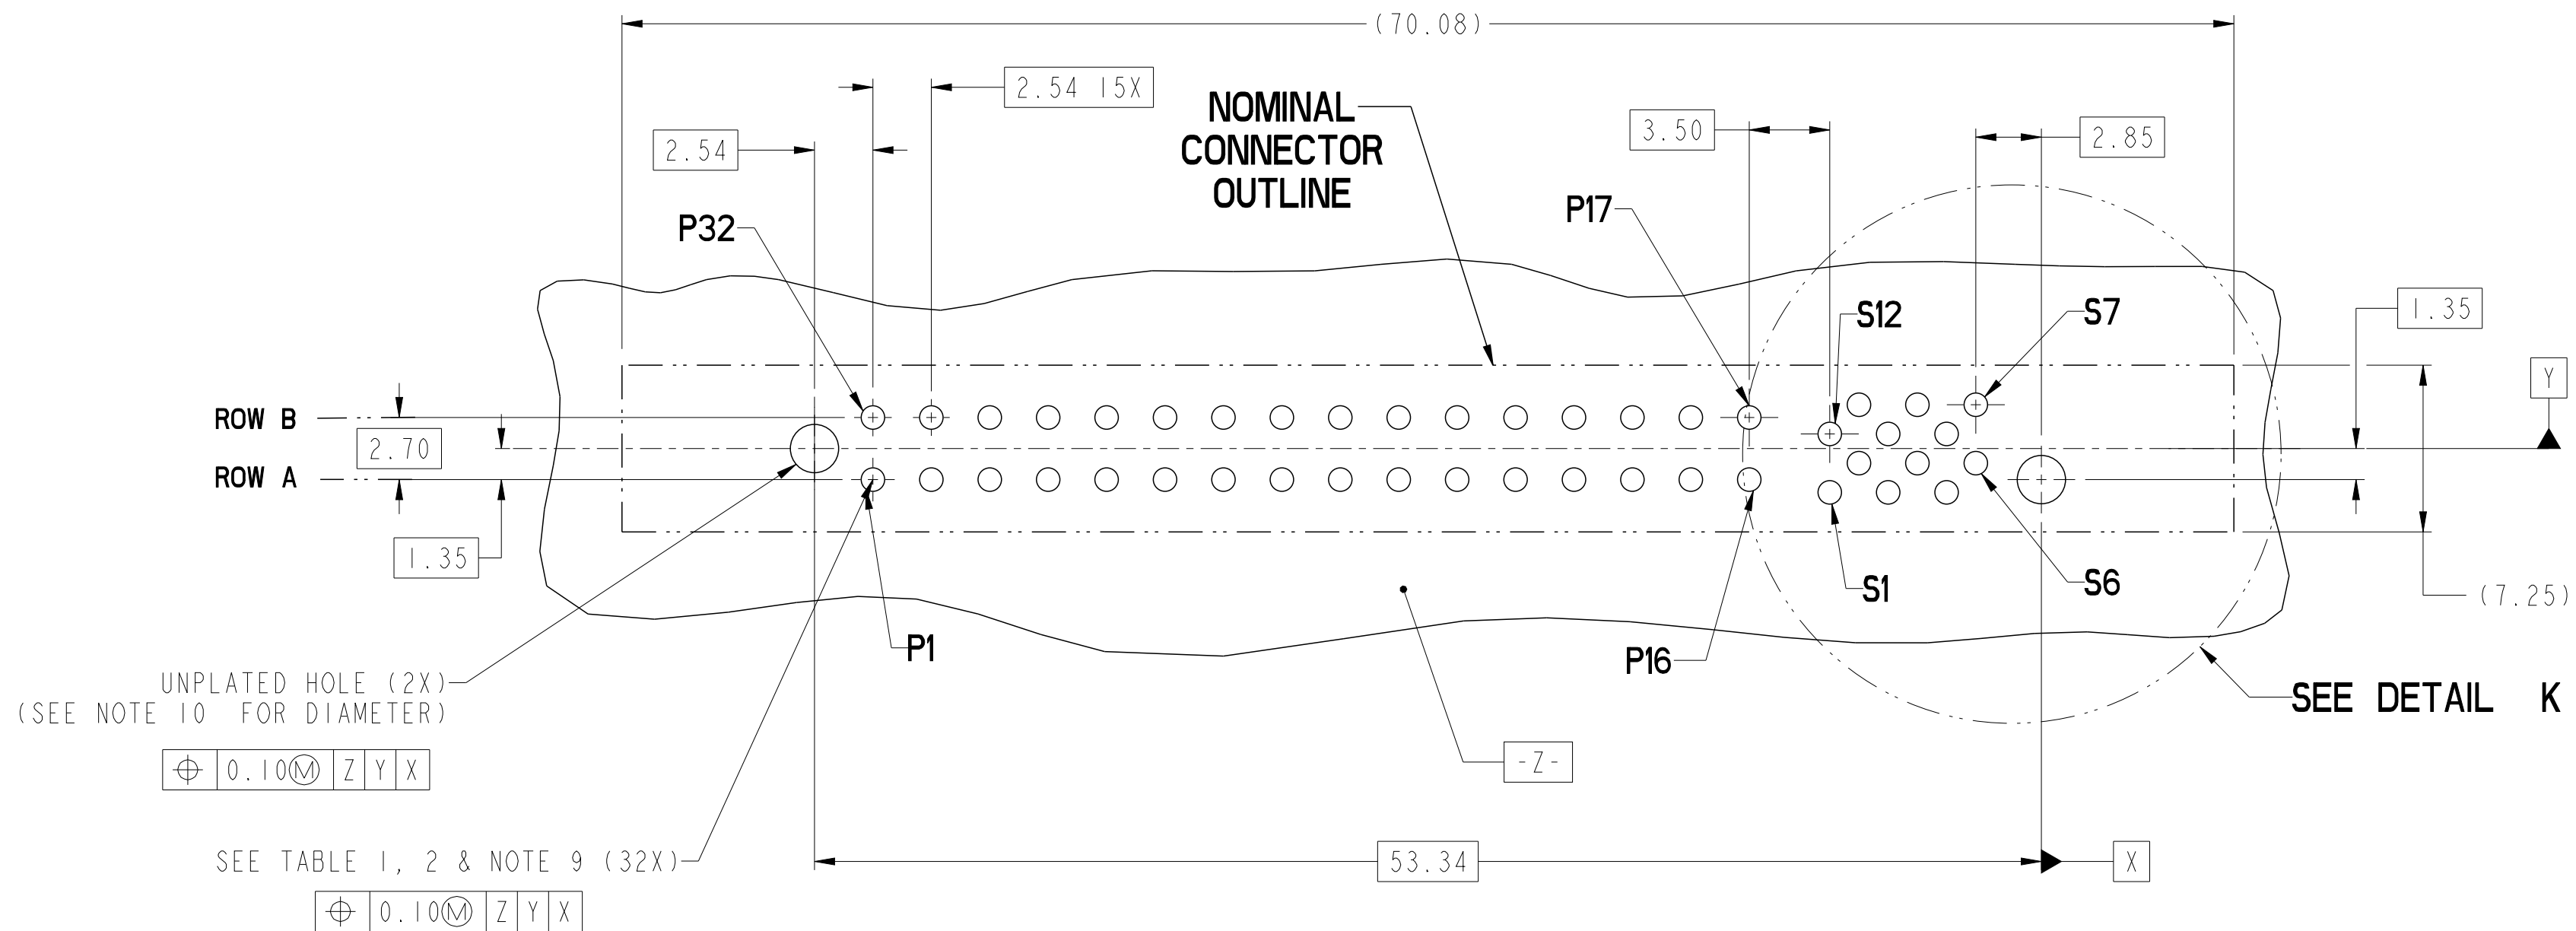 (70.08)
2.54 15X
NOMINAL
CONNECTOR
OUTLINE
3.50
2.85
2.54
P32
P17
S12
S7
1.35
Y
ROW B
2.70
ROW A
1.35
S1
S6
(7.25)
P1
P16
UNPLATED HOLE (2X)
(SEE NOTE 10 FOR DIAMETER)
SEE DETAIL K
0.10Ⓜ Z Y X
-Z-
SEE TABLE 1, 2 & NOTE 9 (32X)
53.34
X
0.10Ⓜ Z Y X